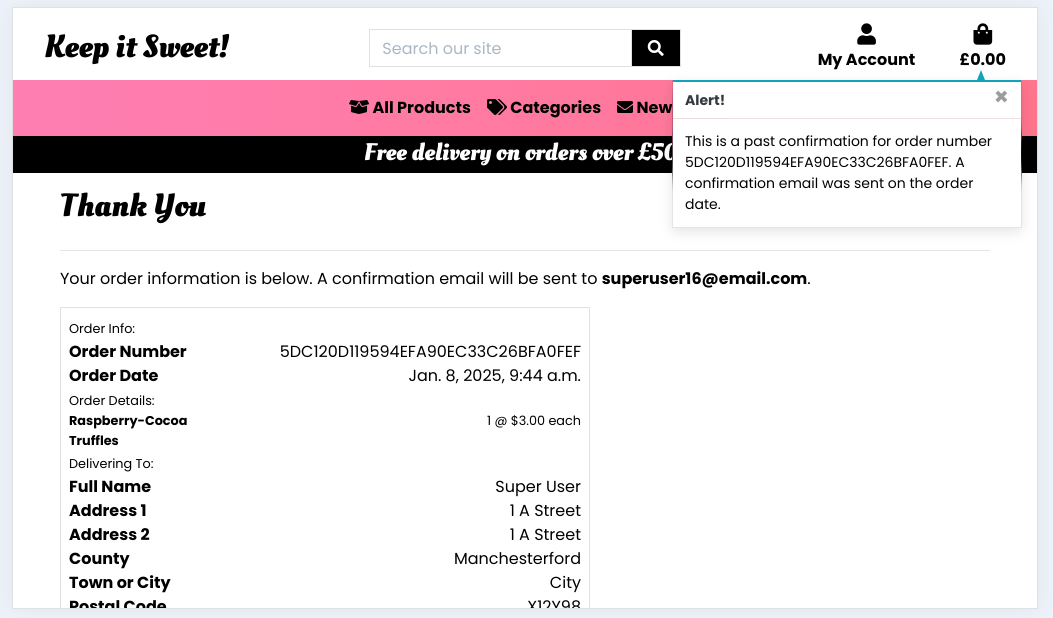 Keep it Sweet!
Search our site
My Account
£0.00
All Products
Categories
New
Free delivery on orders over £50
Alert!
This is a past confirmation for order number
5DC120D119594EFA90EC33C26BFA0FEF. A
confirmation email was sent on the order
date.
Thank You
Your order information is below. A confirmation email will be sent to superuser16@email.com.
Order Info:
Order Number 5DC120D119594EFA90EC33C26BFA0FEF
Order Date Jan. 8, 2025, 9:44 a.m.
Order Details:
Raspberry-Cocoa 1 @ $3.00 each
Truffles
Delivering To:
Full Name Super User
Address 1 1 A Street
Address 2 1 A Street
County Manchesterford
Town or City City
Postal Code X12Y98